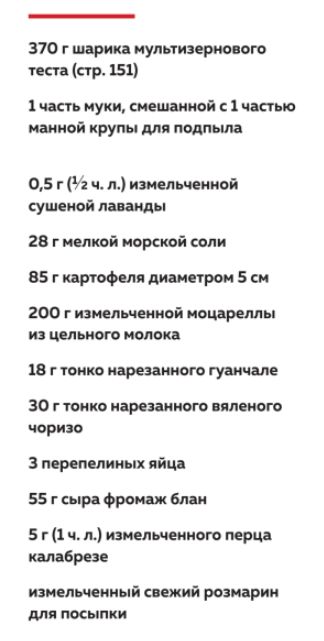 370 г шарика мультизернового
теста (стр. 151)
1 часть муки, смешанной с 1 частью
манной крупы для подпыла
0,5 г (½ ч. л.) измельченной
сушеной лаванды
28 г мелкой морской соли
85 г картофеля диаметром 5 см
200 г измельченной моцареллы
из цельного молока
18 г тонко нарезанного гуанчале
30 г тонко нарезанного вяленого
чоризо
3 перепелиных яйца
55 г сыра фромаж блан
5 г (1 ч. л.) измельченного перца
калабрезе
измельченный свежий розмарин
для посыпки